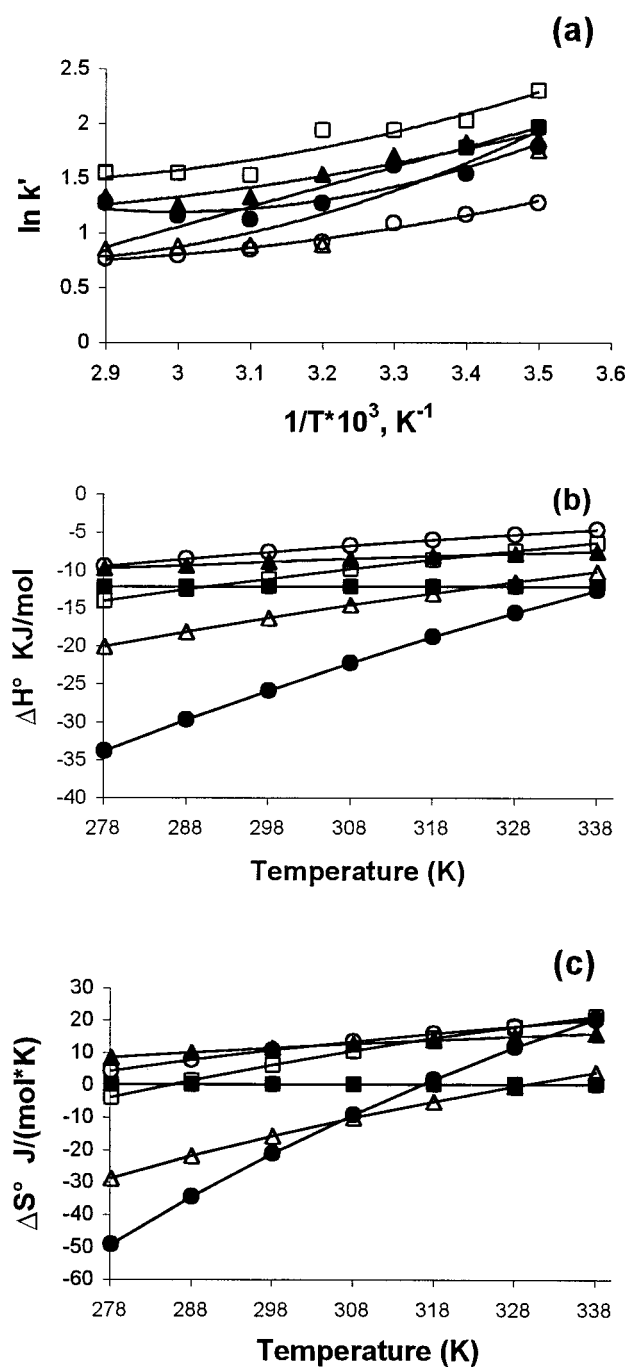 (a)
2.5
2
1.5
1
0.5
0
ln k'
2.9 3 3.1 3.2 3.3 3.4 3.5 3.6
1/T*10³, K⁻¹
(b)
0
-5
-10
-15
-20
-25
-30
-35
-40
ΔH° KJ/mol
278 288 298 308 318 328 338
Temperature (K)
(c)
30
20
10
0
-10
-20
-30
-40
-50
-60
ΔS° J/(mol*K)
278 288 298 308 318 328 338
Temperature (K)